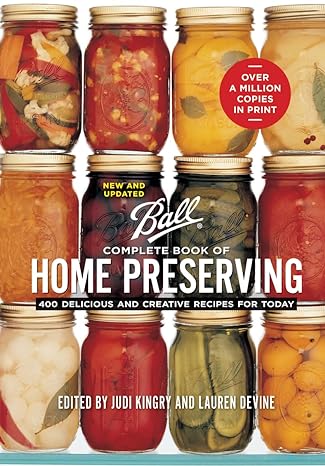 OVER
A MILLION
COPIES
IN PRINT
NEW AND
UPDATED
Ball®
COMPLETE BOOK OF
HOME PRESERVING
400 DELICIOUS AND CREATIVE RECIPES FOR TODAY
EDITED BY JUDI KINGRY AND LAUREN DEVINE